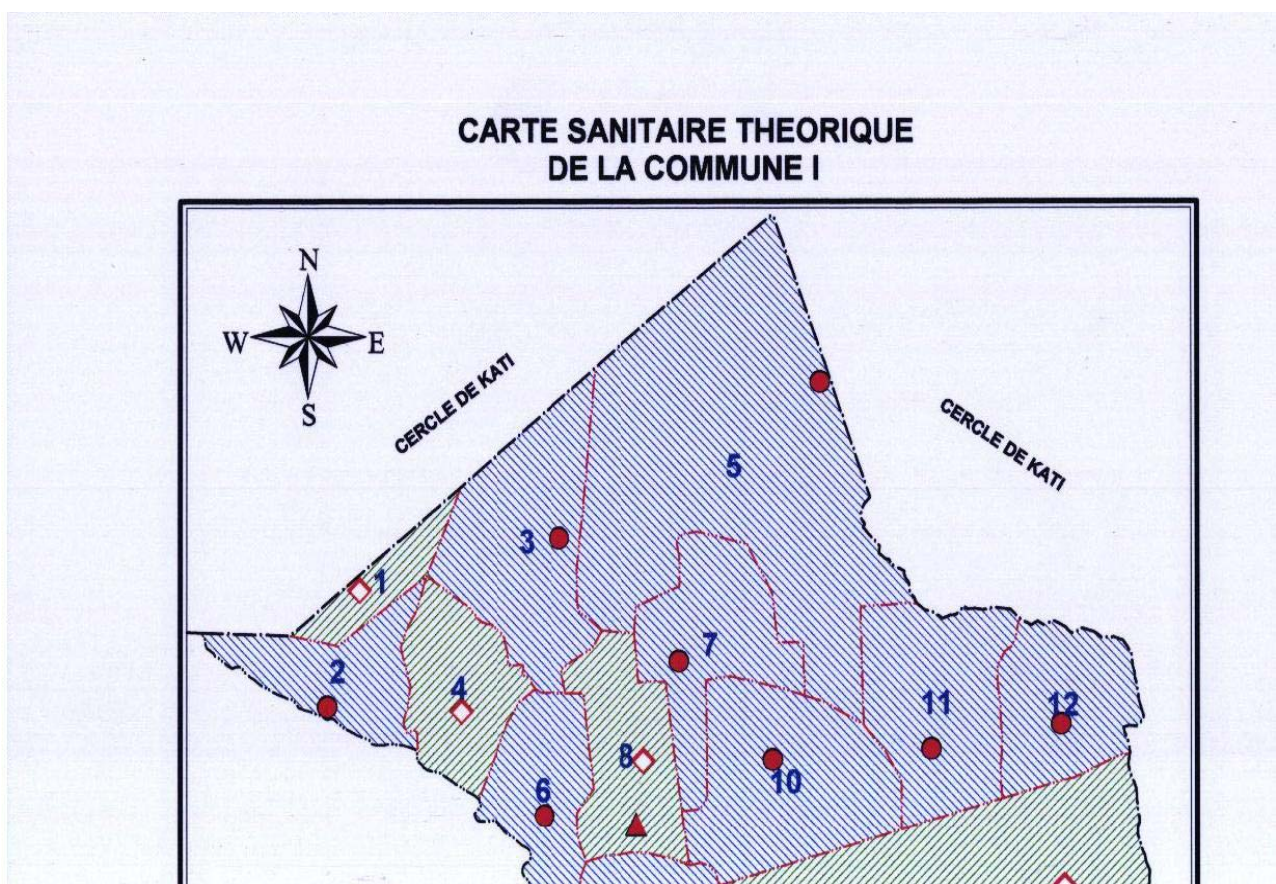 CARTE SANITAIRE THEORIQUE
DE LA COMMUNE I
N
W E
S
CERCLE DE KATI
CERCLE DE KATI
5
3
1
7
2
4
11
12
8
10
6